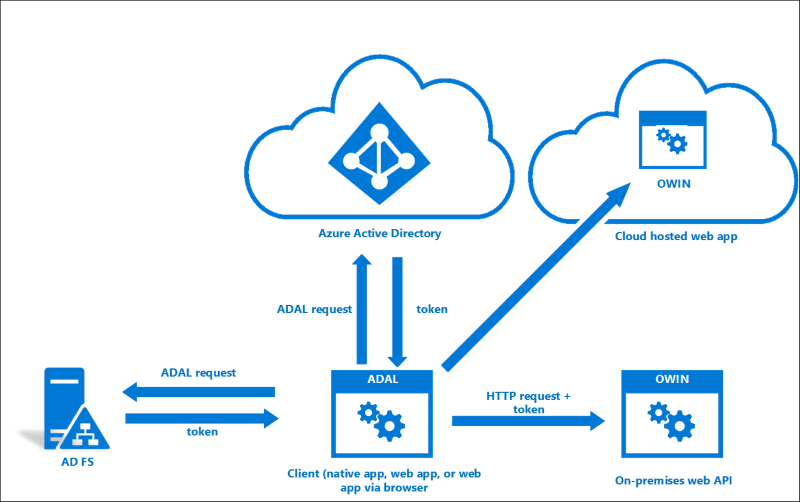 OWIN
Azure Active Directory
Cloud hosted web app
ADAL request
token
ADAL request
token
AD FS
ADAL
Client (native app, web app, or web
app via browser
HTTP request +
token
OWIN
On-premises web API